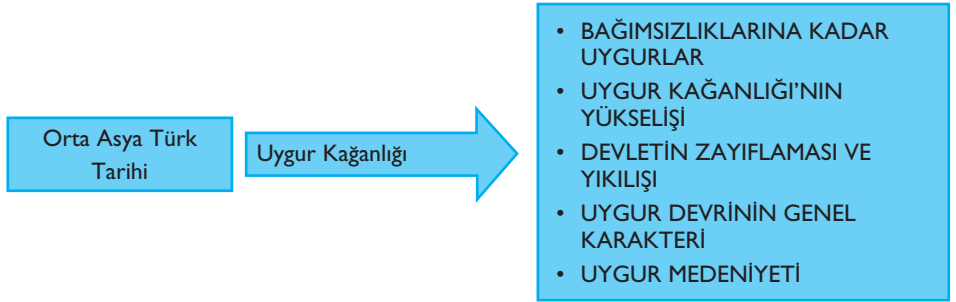 Orta Asya Türk
Tarihi
Uygur Kağanlığı
• BAĞIMSIZLIKLARINA KADAR
UYGURLAR
• UYGUR KAĞANLIĞI’NIN
YÜKSELİŞİ
• DEVLETİN ZAYIFLAMASI VE
YIKILIŞI
• UYGUR DEVRİNİN GENEL
KARAKTERİ
• UYGUR MEDENİYETİ